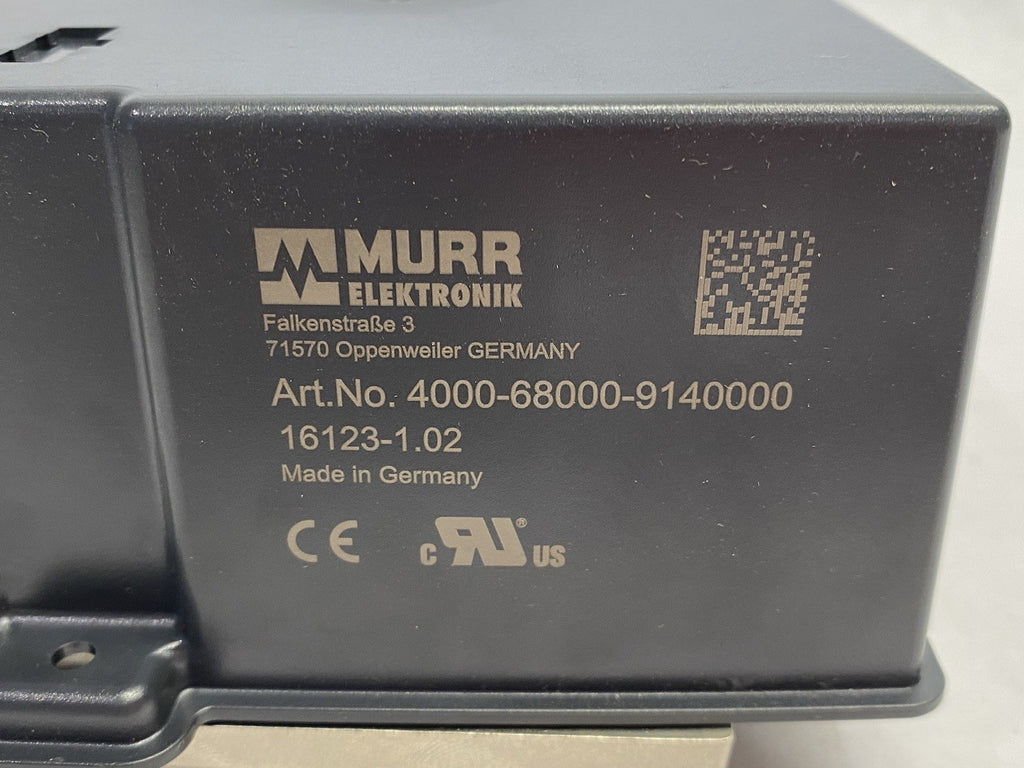 MURR
ELEKTRONIK
Falkenstraße 3
71570 Oppenweiler GERMANY
Art.No. 4000-68000-9140000
16123-1.02
Made in Germany
CE
C RU® US